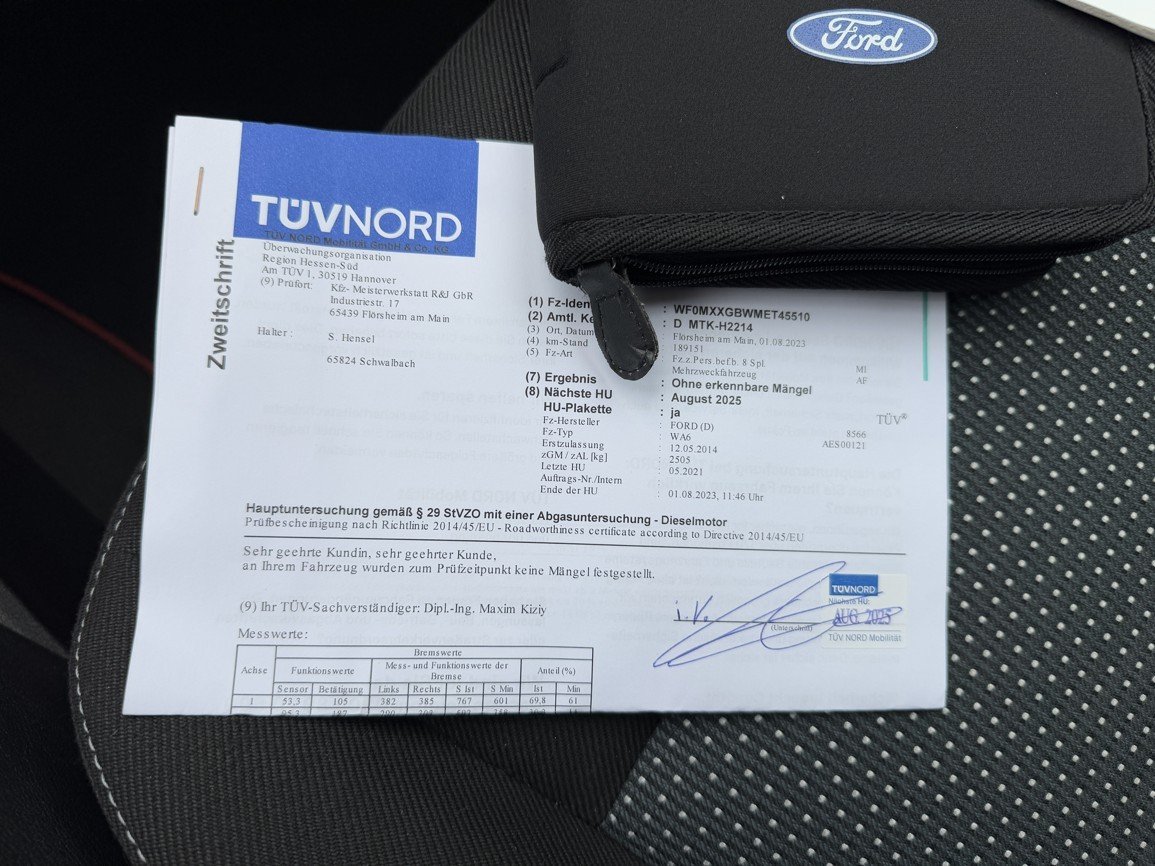 Ford
Zweitschrift
TÜVNORD
TÜV NORD Mobilität GmbH & Co. KG
Überwachungsorganisation
Region Hessen-Süd
Am TÜV 1, 30519 Hannover
(9) Prüfort: Kfz- Meisterwerkstatt R&J GbR
Industriestr. 17
65439 Flörsheim am Main
Halter : S. Hensel
65824 Schwalbach
(1) Fz-Iden : WF0MXXGBWMET45510
(2) Amtl. Ke : D MTK-H2214
(3) Ort, Datum Flörsheim am Main, 01.08.2023
(4) km-Stand 189151
(5) Fz-Art : Fz.z.Pers.bef.b. 8 Spl. M1
Mehrzweckfahrzeug AF
(7) Ergebnis : Ohne erkennbare Mängel
(8) Nächste HU : August 2025
HU-Plakette : ja TÜV®
Fz-Hersteller : FORD (D) 8566
Fz-Typ : WA6 AES00121
Erstzulassung : 12.05.2014
zGM / zAL [kg] : 2505
Letzte HU : 05.2021
Auftrags-Nr./Intern :
Ende der HU : 01.08.2023, 11:46 Uhr
Hauptuntersuchung gemäß § 29 StVZO mit einer Abgasuntersuchung - Dieselmotor
Prüfbescheinigung nach Richtlinie 2014/45/EU - Roadworthiness certificate according to Directive 2014/45/EU
Sehr geehrte Kundin, sehr geehrter Kunde,
an Ihrem Fahrzeug wurden zum Prüfzeitpunkt keine Mängel festgestellt.
(9) Ihr TÜV-Sachverständiger: Dipl.-Ing. Maxim Kiziy
i.V.
(Unterschrift)
TÜVNORD
Nächste HU:
AUG. 2025
TÜV NORD Mobilität
Messwerte:
Bremswerte
Achse Funktionswerte Mess- und Funktionswerte der Bremse Anteil (%)
Sensor Betätigung Links Rechts S Ist S Min Ist Min
1 53,3 105 382 385 767 601 69,8 61